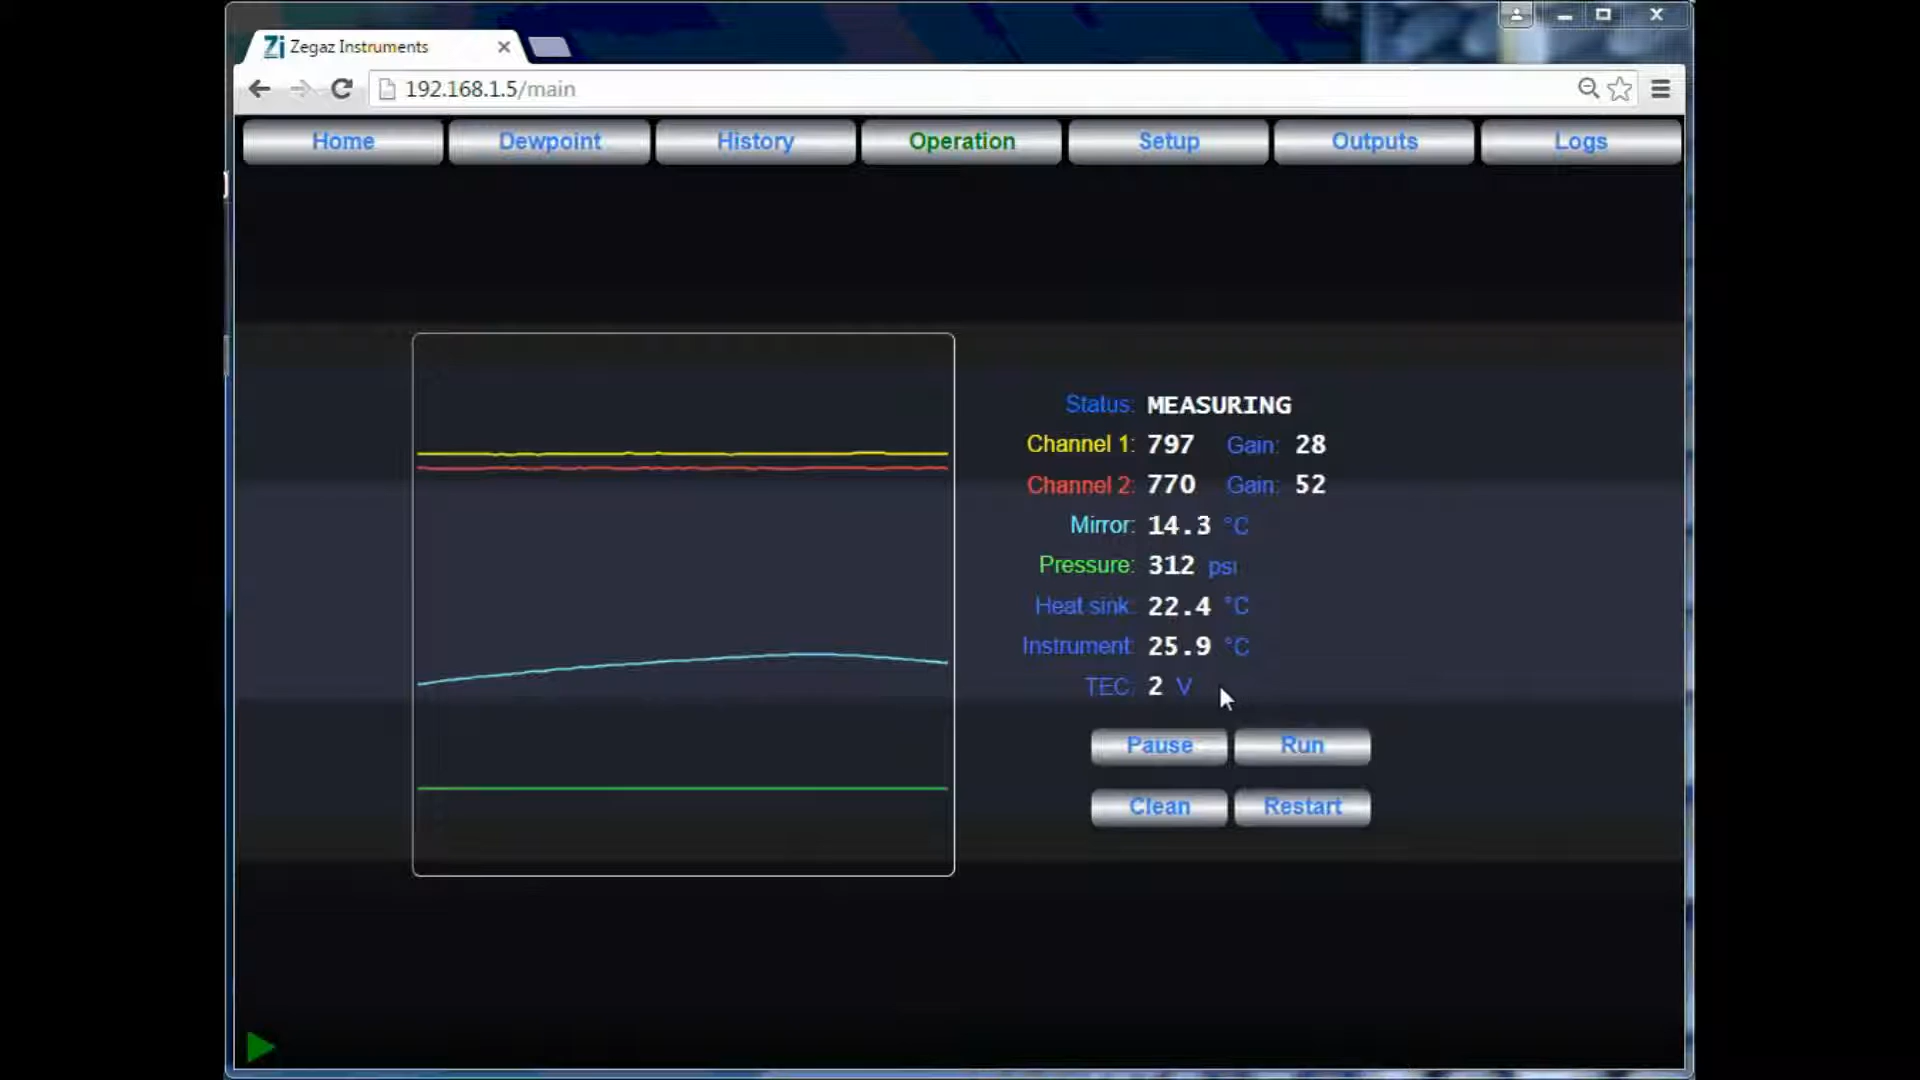 Zi Zegaz Instruments
192.168.1.5/main
Home Dewpoint History Operation Setup Outputs Logs
Status: MEASURING
Channel 1: 797 Gain: 28
Channel 2: 770 Gain: 52
Mirror: 14.3 °C
Pressure: 312 psi
Heat sink: 22.4 °C
Instrument: 25.9 °C
TEC: 2 V
Pause Run
Clean Restart